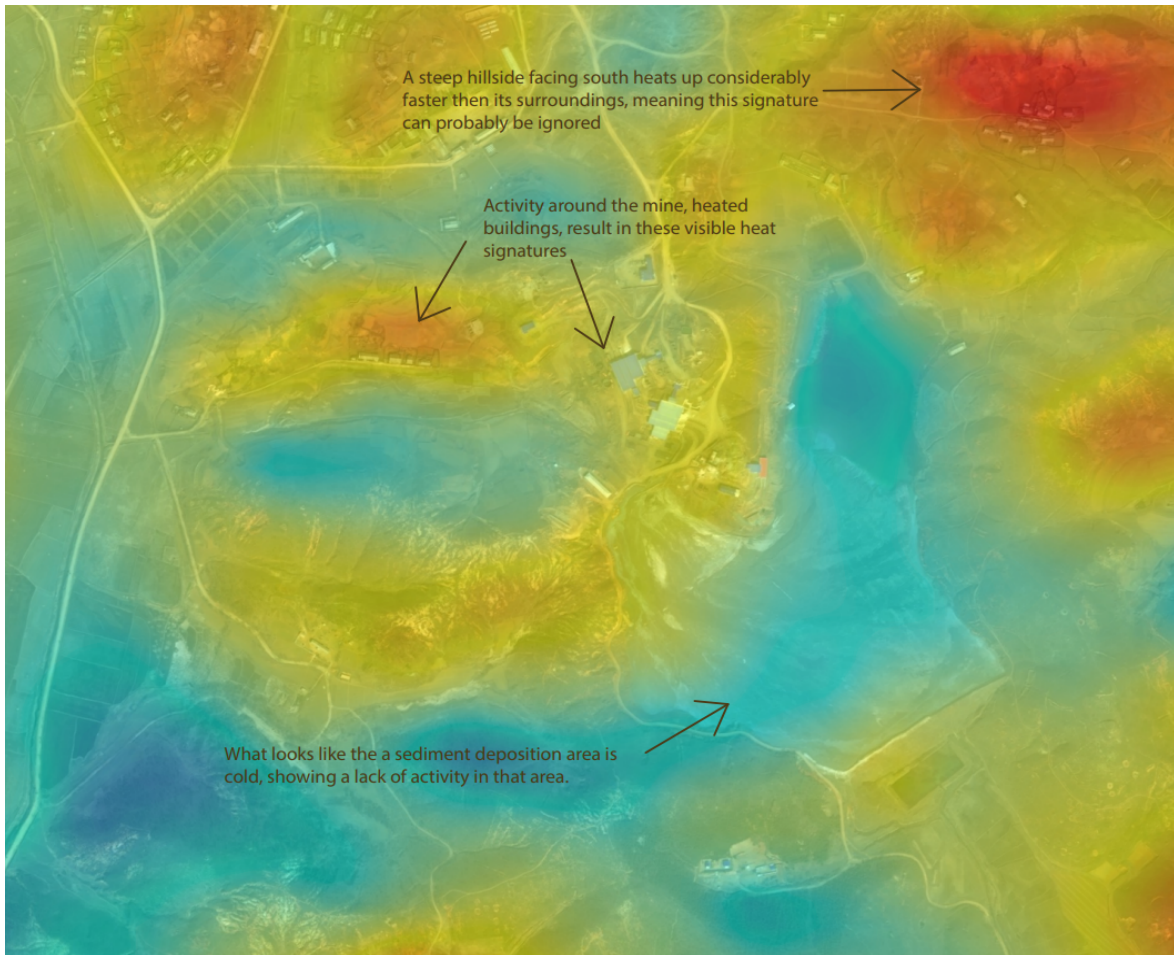 A steep hillside facing south heats up considerably
faster then its surroundings, meaning this signature
can probably be ignored
Activity around the mine, heated
buildings, result in these visible heat
signatures
What looks like the a sediment deposition area is
cold, showing a lack of activity in that area.